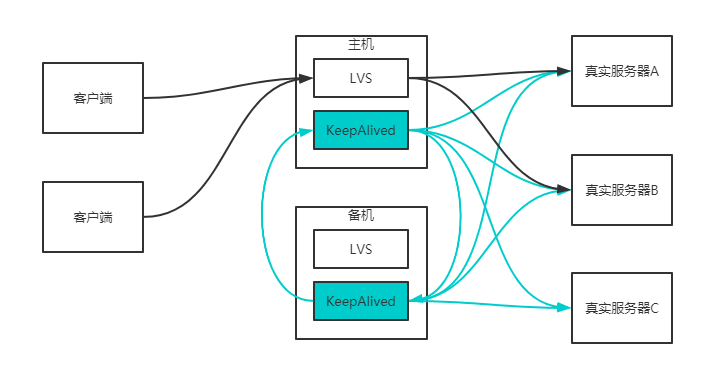 客户端
客户端
主机
LVS
KeepAlived
备机
LVS
KeepAlived
真实服务器A
真实服务器B
真实服务器C